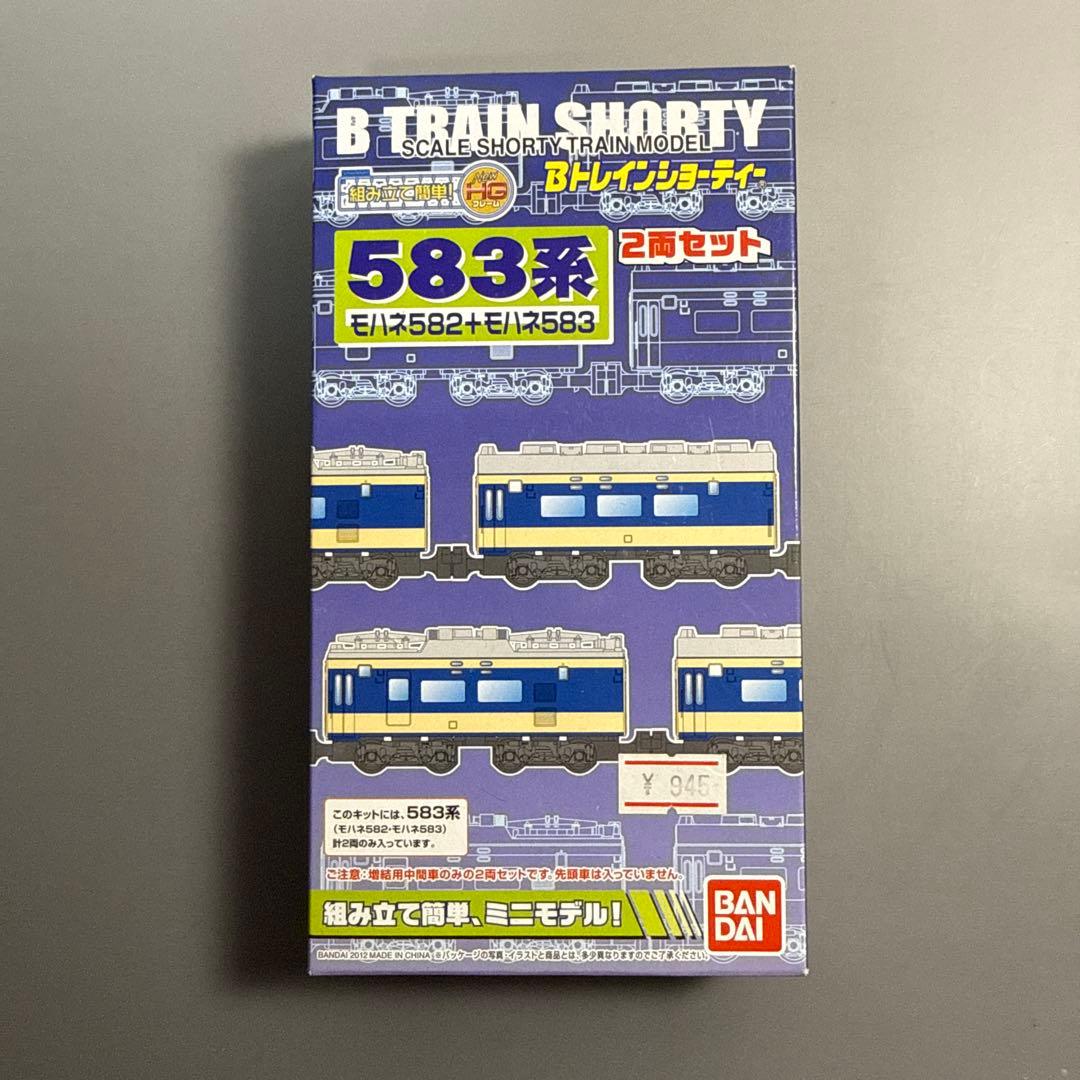 B TRAIN SHORTY
SCALE SHORTY TRAIN MODEL
Bトレインショーティー®
組み立て簡単!
New
HG
フレーム
583系
2両セット
モハネ582+モハネ583
¥ 945-
このキットには、583系
(モハネ582・モハネ583)
計2両のみ入っています。
ご注意:増結用中間車のみの2両セットです。先頭車は入っていません。
組み立て簡単、ミニモデル!
BAN
DAI
BANDAI 2012 MADE IN CHINA ※パッケージの写真・イラストと商品とは、多少異なりますのでご了承ください。